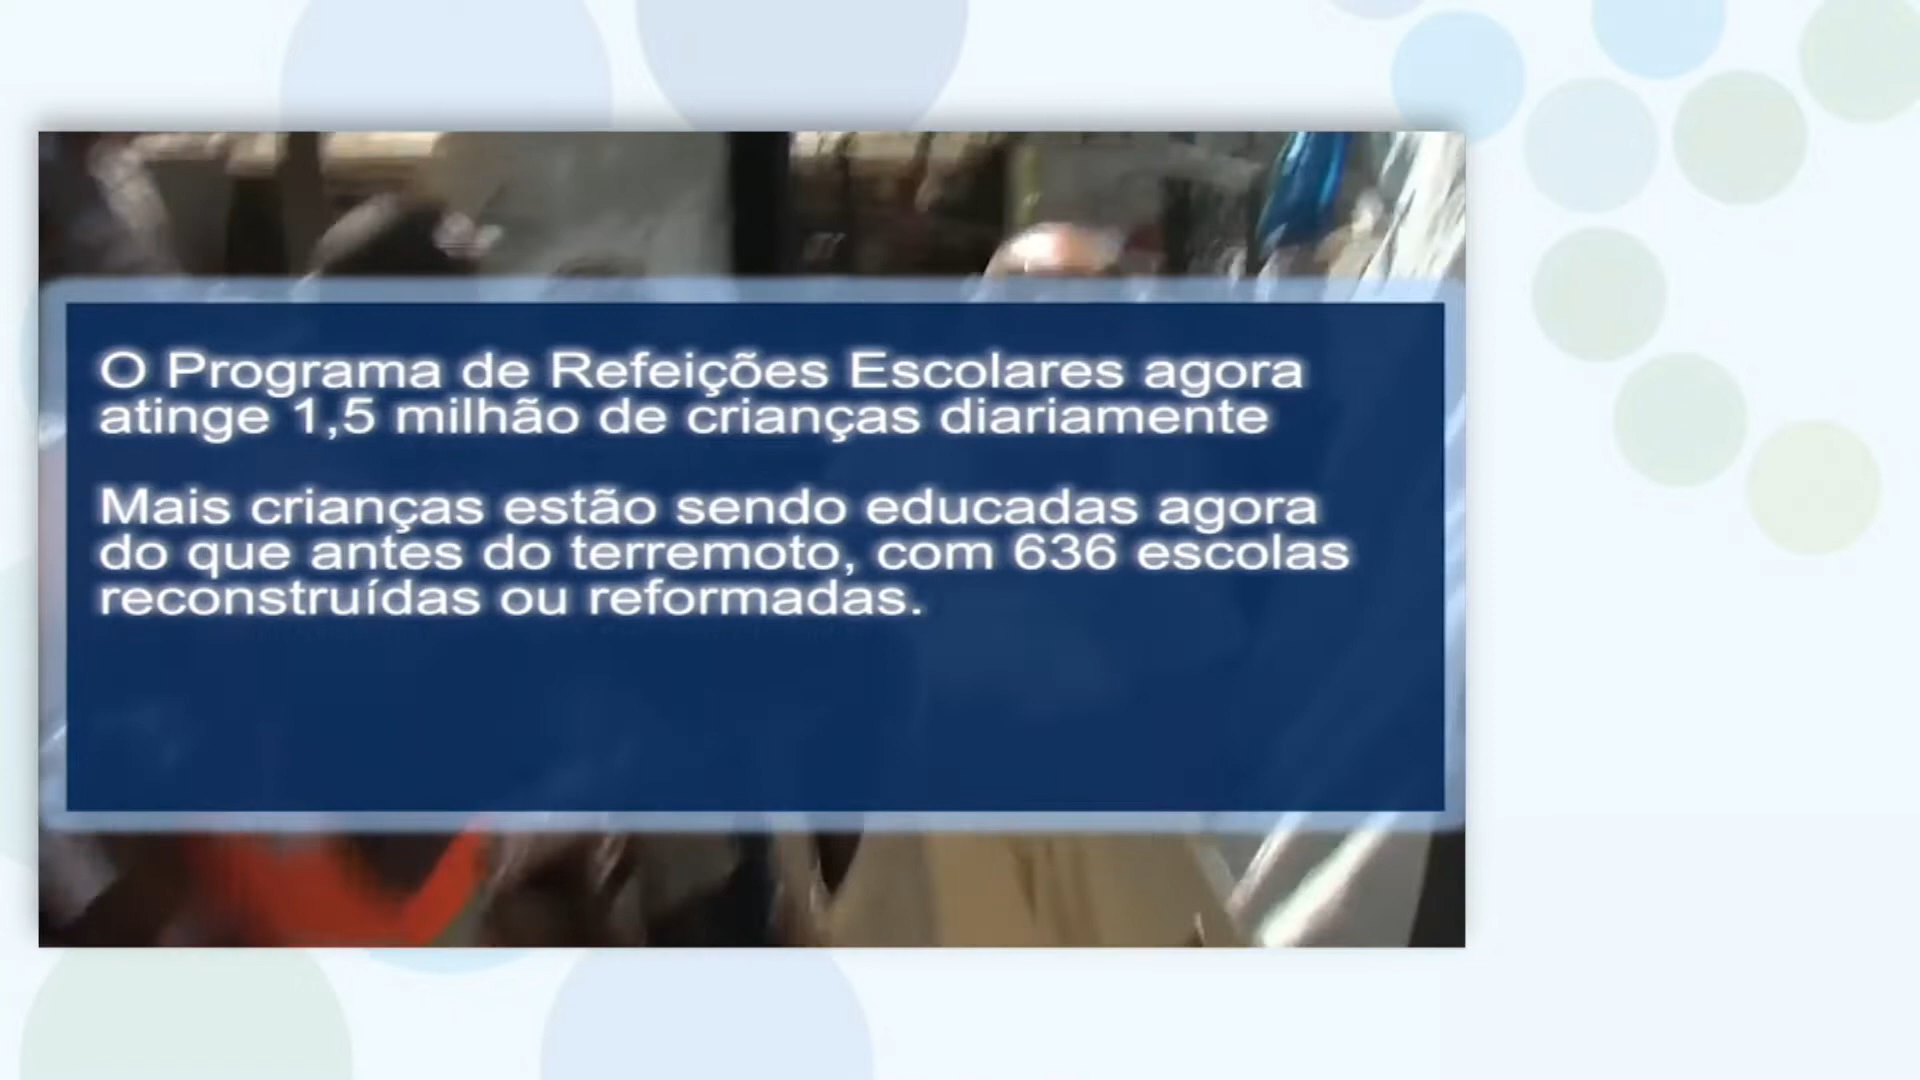 O Programa de Refeições Escolares agora
atinge 1,5 milhão de crianças diariamente
Mais crianças estão sendo educadas agora
do que antes do terremoto, com 636 escolas
reconstruídas ou reformadas.